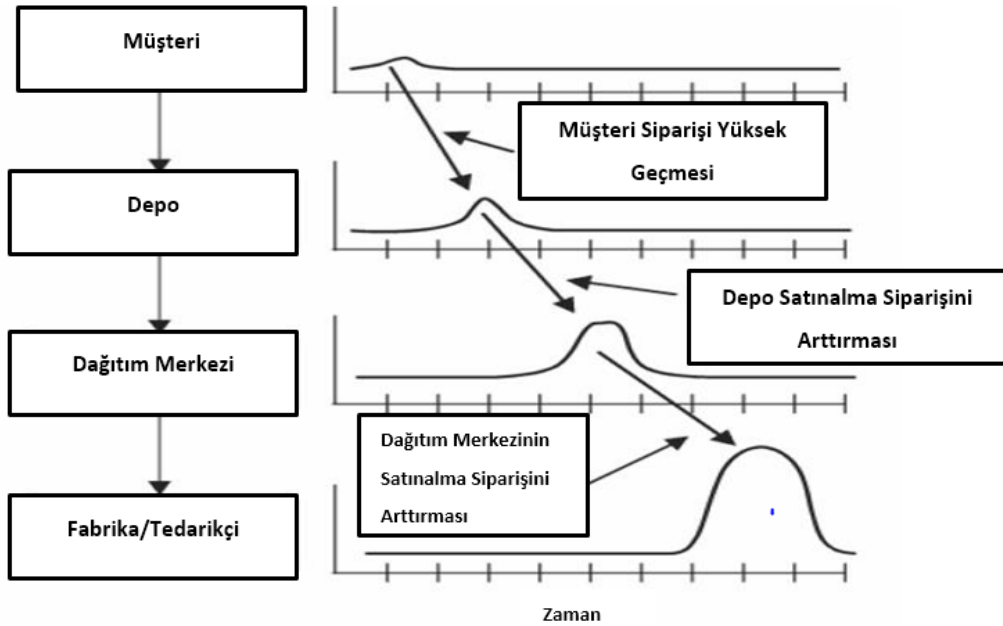 Müşteri
Müşteri Siparişi Yüksek
Geçmesi
Depo
Depo Satınalma Siparişini
Arttırması
Dağıtım Merkezi
Dağıtım Merkezinin
Satınalma Siparişini
Arttırması
Fabrika/Tedarikçi
Zaman